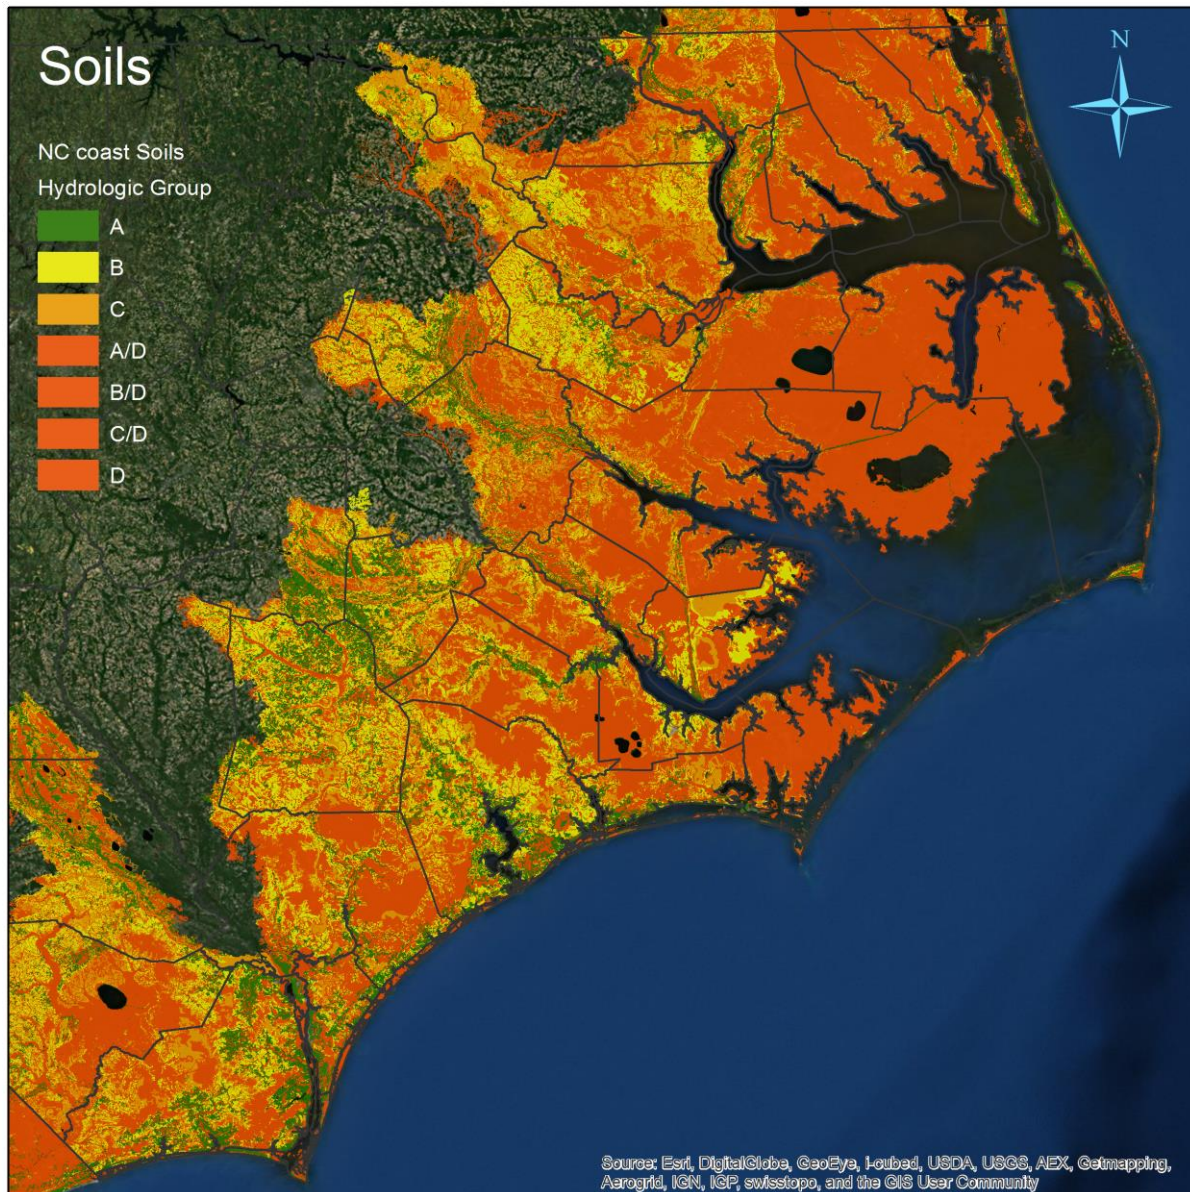 Soils
N
NC coast Soils
Hydrologic Group
A
B
C
A/D
B/D
C/D
D
Source: Esri, DigitalGlobe, GeoEye, i-cubed, USDA, USGS, AEX, Getmapping,
Aerogrid, IGN, IGP, swisstopo, and the GIS User Community